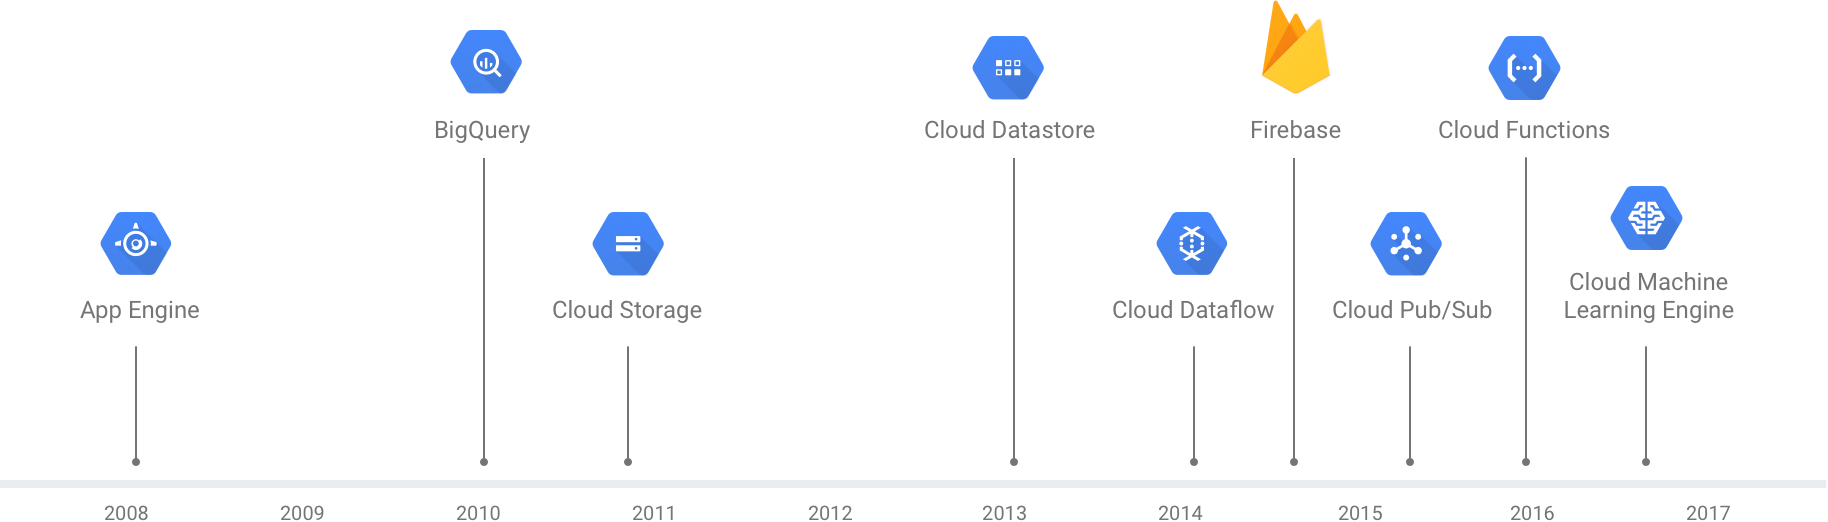 BigQuery
Cloud Datastore
Firebase
Cloud Functions
App Engine
Cloud Storage
Cloud Dataflow
Cloud Pub/Sub
Cloud Machine
Learning Engine
2008
2009
2010
2011
2012
2013
2014
2015
2016
2017